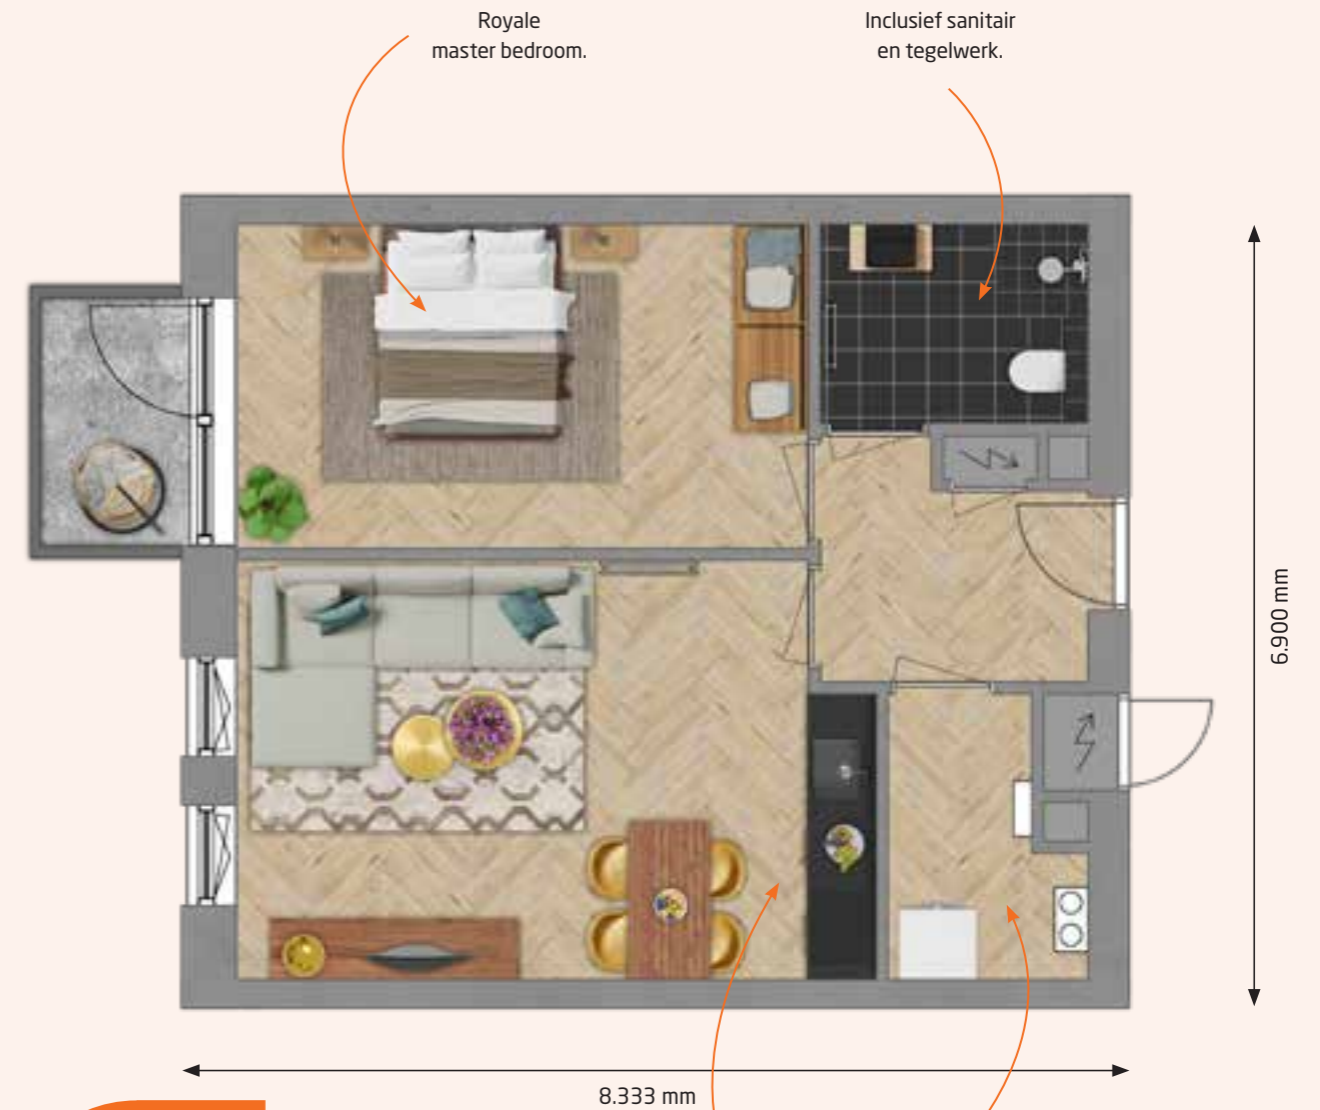 Royale
master bedroom.
Inclusief sanitair
en tegelwerk.
6.900 mm
8.333 mm